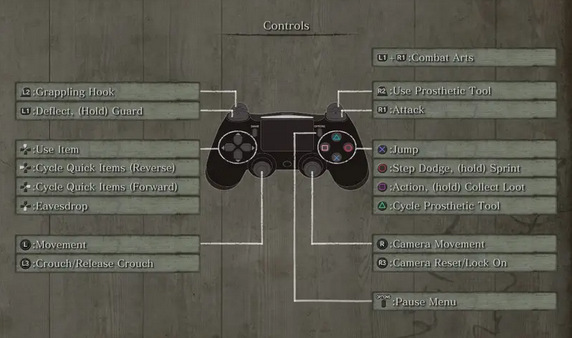 Controls
L1 + R1 :Combat Arts
L2 :Grappling Hook
L1 :Deflect, (Hold) Guard
R2 :Use Prosthetic Tool
R1 :Attack
:Use Item
:Cycle Quick Items (Reverse)
:Cycle Quick Items (Forward)
:Eavesdrop
:Jump
:Step Dodge, (hold) Sprint
:Action, (hold) Collect Loot
:Cycle Prosthetic Tool
L :Movement
L3 :Crouch/Release Crouch
R :Camera Movement
R3 :Camera Reset/Lock On
:Pause Menu